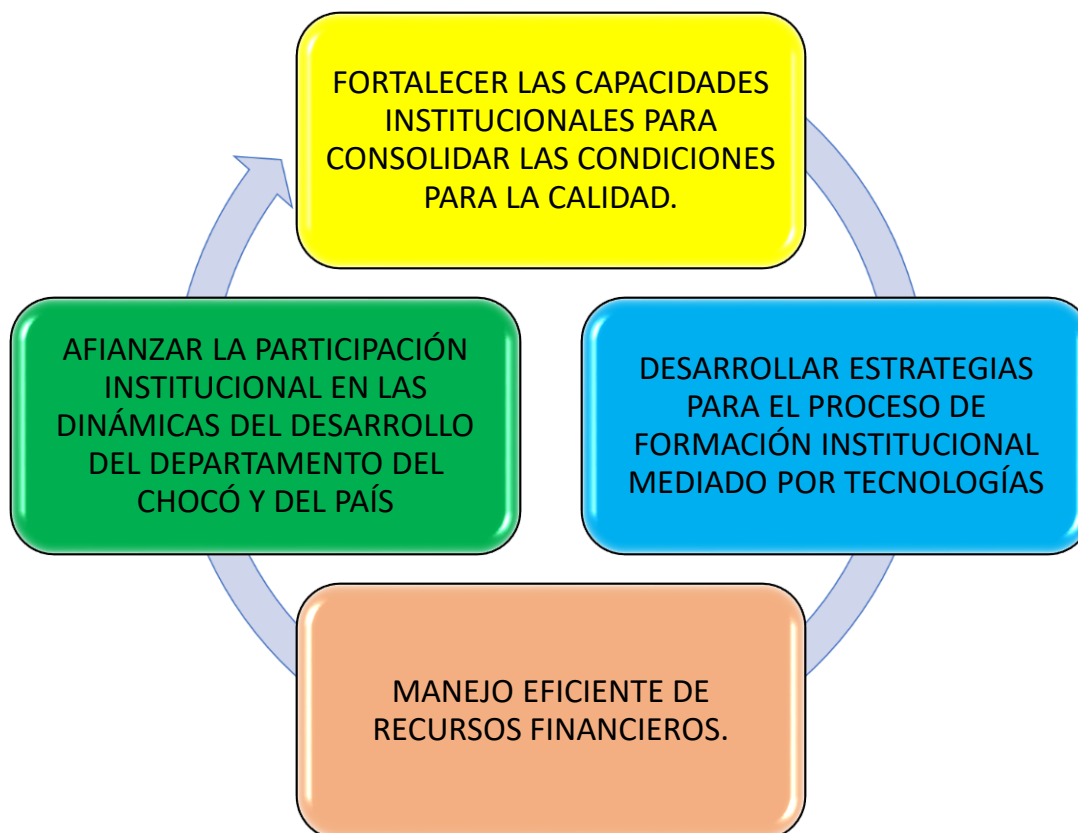 FORTALECER LAS CAPACIDADES
INSTITUCIONALES PARA
CONSOLIDAR LAS CONDICIONES
PARA LA CALIDAD.
DESARROLLAR ESTRATEGIAS
PARA EL PROCESO DE
FORMACIÓN INSTITUCIONAL
MEDIADO POR TECNOLOGÍAS
MANEJO EFICIENTE DE
RECURSOS FINANCIEROS.
AFIANZAR LA PARTICIPACIÓN
INSTITUCIONAL EN LAS
DINÁMICAS DEL DESARROLLO
DEL DEPARTAMENTO DEL
CHOCÓ Y DEL PAÍS